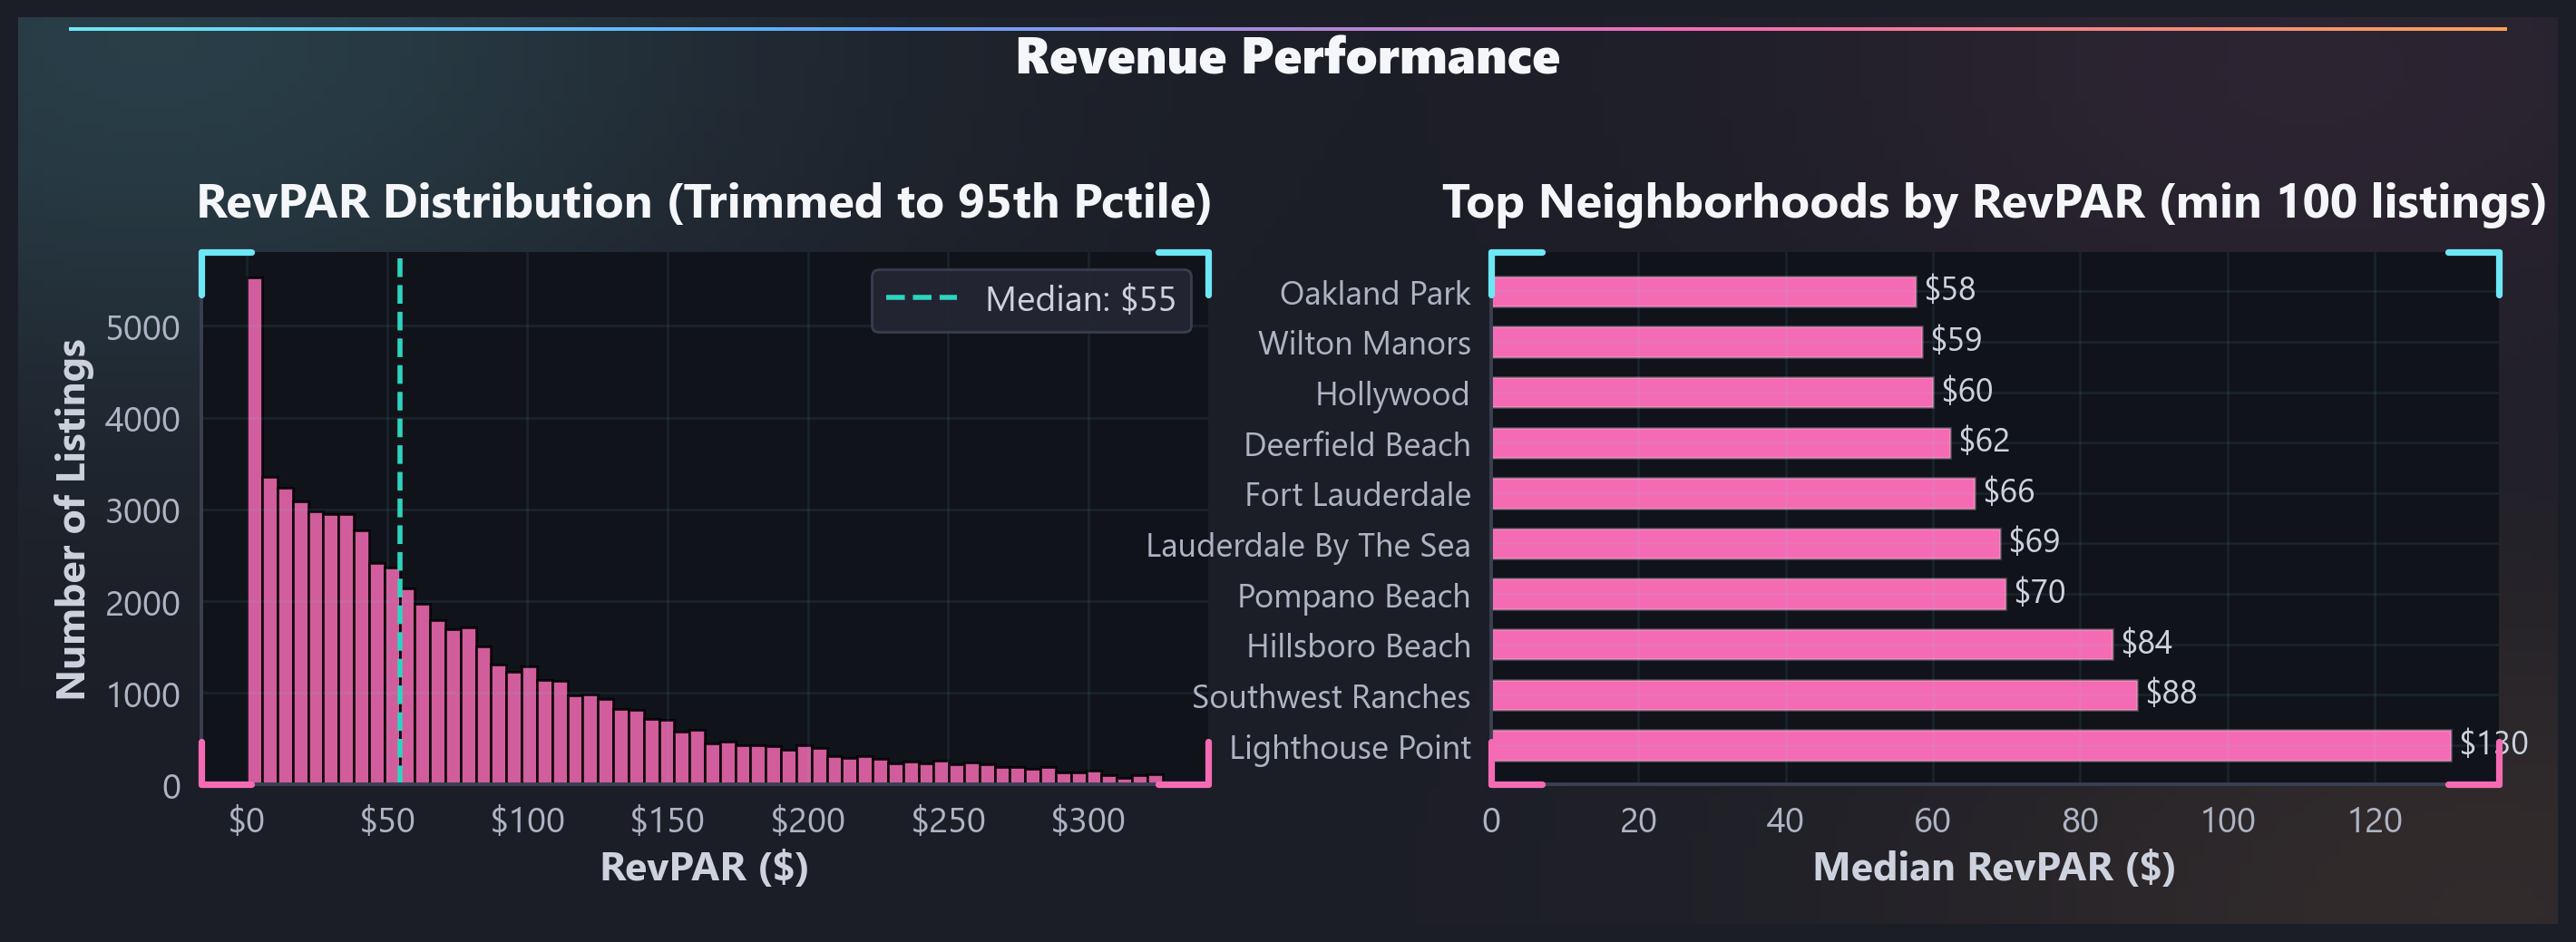 Revenue Performance
RevPAR Distribution (Trimmed to 95th Pctile)
Median: $55
Number of Listings
5000
4000
3000
2000
1000
0
$0 $50 $100 $150 $200 $250 $300
RevPAR ($)
Top Neighborhoods by RevPAR (min 100 listings)
Oakland Park $58
Wilton Manors $59
Hollywood $60
Deerfield Beach $62
Fort Lauderdale $66
Lauderdale By The Sea $69
Pompano Beach $70
Hillsboro Beach $84
Southwest Ranches $88
Lighthouse Point $130
0 20 40 60 80 100 120
Median RevPAR ($)